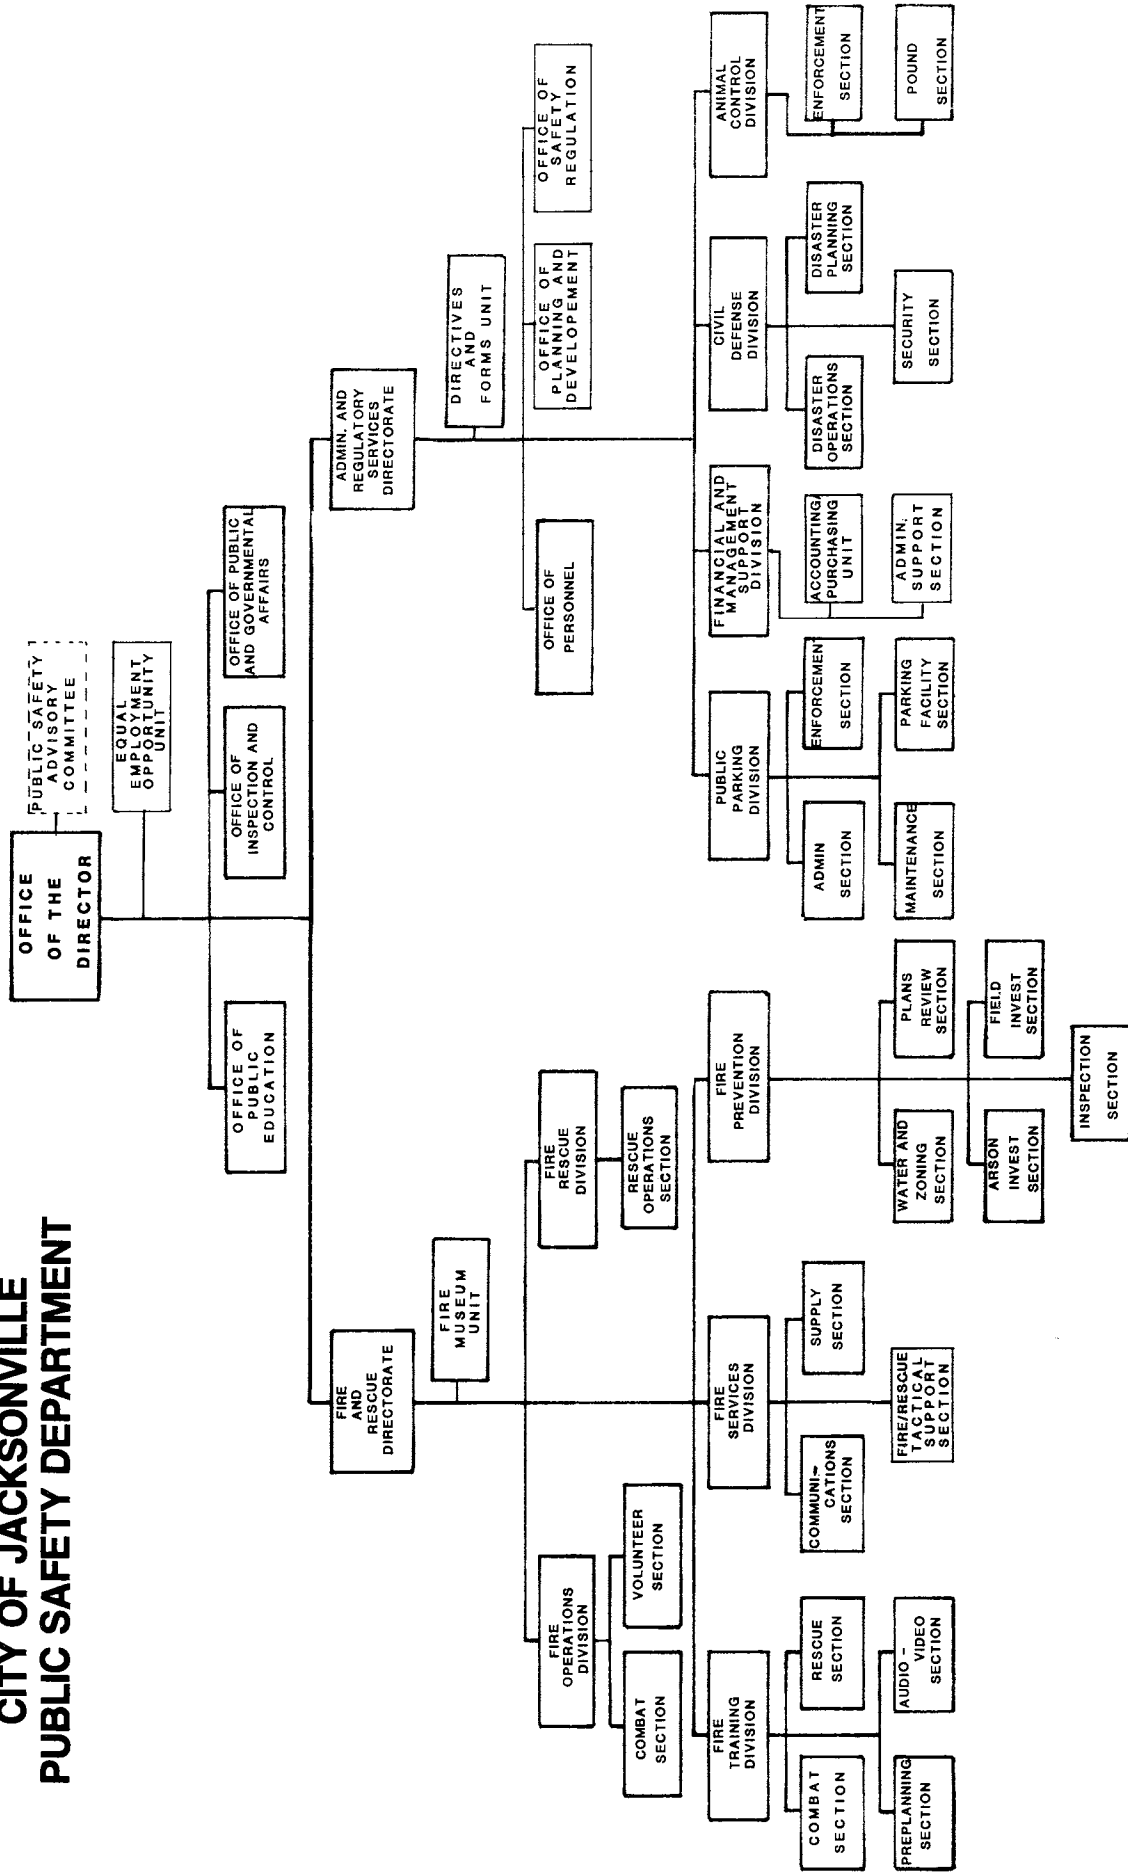 CITY OF JACKSONVILLE
PUBLIC SAFETY DEPARTMENT
OFFICE
OF THE
DIRECTOR
PUBLIC SAFETY
ADVISORY
COMMITTEE
EQUAL
EMPLOYMENT
OPPORTUNITY
UNIT
OFFICE OF
PUBLIC
EDUCATION
OFFICE OF
INSPECTION AND
CONTROL
OFFICE OF PUBLIC
AND GOVERNMENTAL
AFFAIRS
FIRE
AND
RESCUE
DIRECTORATE
ADMIN. AND
REGULATORY
SERVICES
DIRECTORATE
FIRE
MUSEUM
UNIT
DIRECTIVES
AND
FORMS UNIT
FIRE
OPERATIONS
DIVISION
FIRE
RESCUE
DIVISION
OFFICE OF
PERSONNEL
OFFICE OF
PLANNING AND
DEVELOPEMENT
OFFICE OF
SAFETY
REGULATION
COMBAT
SECTION
VOLUNTEER
SECTION
RESCUE
OPERATIONS
SECTION
FIRE
TRAINING
DIVISION
FIRE
SERVICES
DIVISION
FIRE
PREVENTION
DIVISION
PUBLIC
PARKING
DIVISION
FINANCIAL AND
MANAGEMENT
SUPPORT
DIVISION
CIVIL
DEFENSE
DIVISION
ANIMAL
CONTROL
DIVISION
COMBAT
SECTION
RESCUE
SECTION
COMMUNI-
CATIONS
SECTION
SUPPLY
SECTION
ADMIN
SECTION
ENFORCEMENT
SECTION
ACCOUNTING/
PURCHASING
UNIT
DISASTER
OPERATIONS
SECTION
DISASTER
PLANNING
SECTION
ENFORCEMENT
SECTION
PREPLANNING
SECTION
AUDIO-
VIDEO
SECTION
FIRE/RESCUE
TACTICAL
SUPPORT
SECTION
WATER AND
ZONING
SECTION
PLANS
REVIEW
SECTION
MAINTENANCE
SECTION
PARKING
FACILITY
SECTION
ADMIN.
SUPPORT
SECTION
SECURITY
SECTION
POUND
SECTION
ARSON
INVEST
SECTION
FIELD
INVEST
SECTION
INSPECTION
SECTION